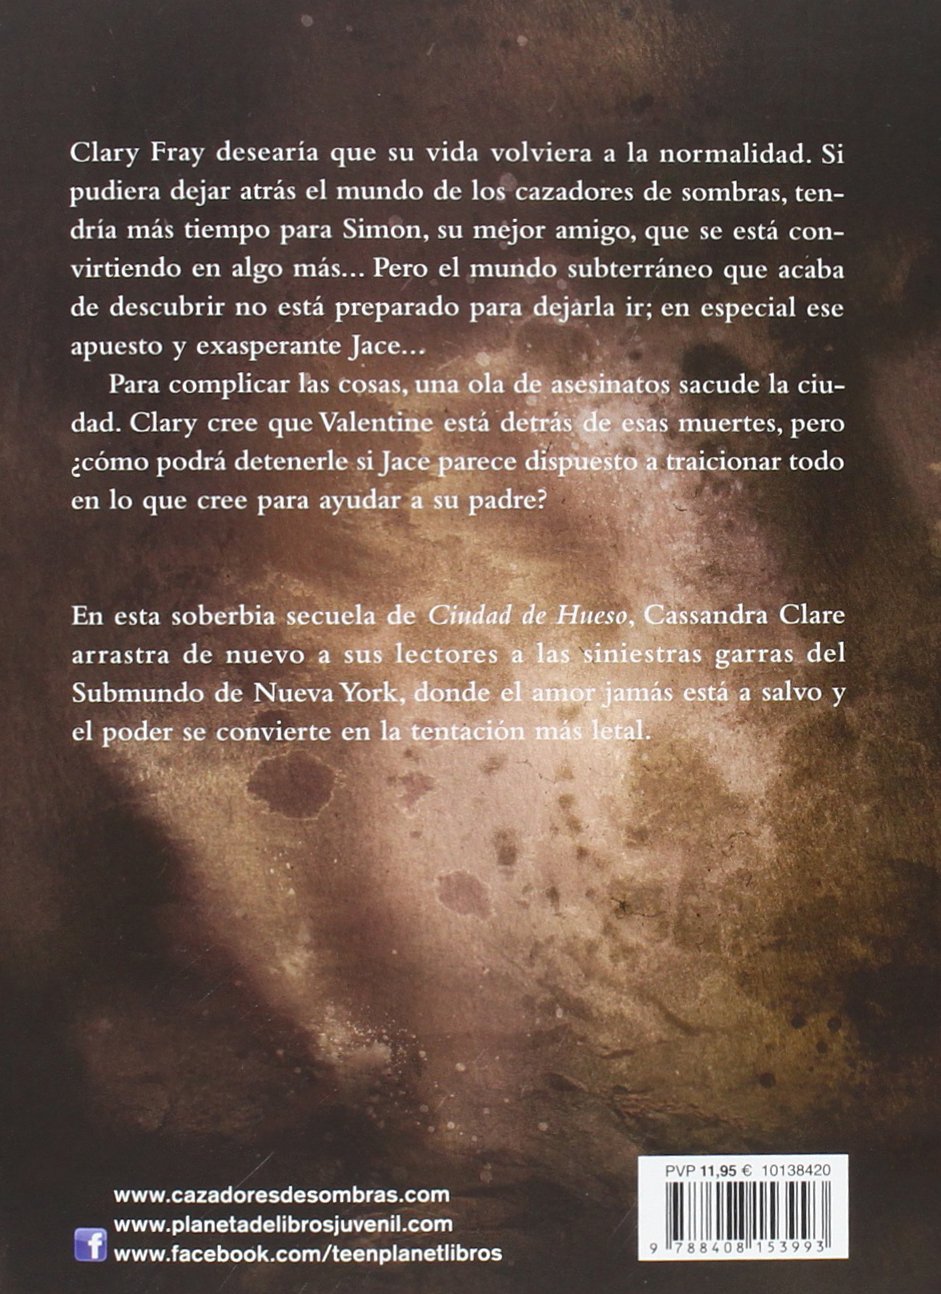 Clary Fray desearía que su vida volviera a la normalidad. Si
pudiera dejar atrás el mundo de los cazadores de sombras, ten-
dría más tiempo para Simon, su mejor amigo, que se está con-
virtiendo en algo más... Pero el mundo subterráneo que acaba
de descubrir no está preparado para dejarla ir; en especial ese
apuesto y exasperante Jace...
Para complicar las cosas, una ola de asesinatos sacude la ciu-
dad. Clary cree que Valentine está detrás de esas muertes, pero
¿cómo podrá detenerle si Jace parece dispuesto a traicionar todo
en lo que cree para ayudar a su padre?
En esta soberbia secuela de Ciudad de Hueso, Cassandra Clare
arrastra de nuevo a sus lectores a las siniestras garras del
Submundo de Nueva York, donde el amor jamás está a salvo y
el poder se convierte en la tentación más letal.
www.cazadoresdesombras.com
www.planetadelibrosjuvenil.com
f www.facebook.com/teenplanetlibros
PVP 11,95 € 10138420
9 788408 153993